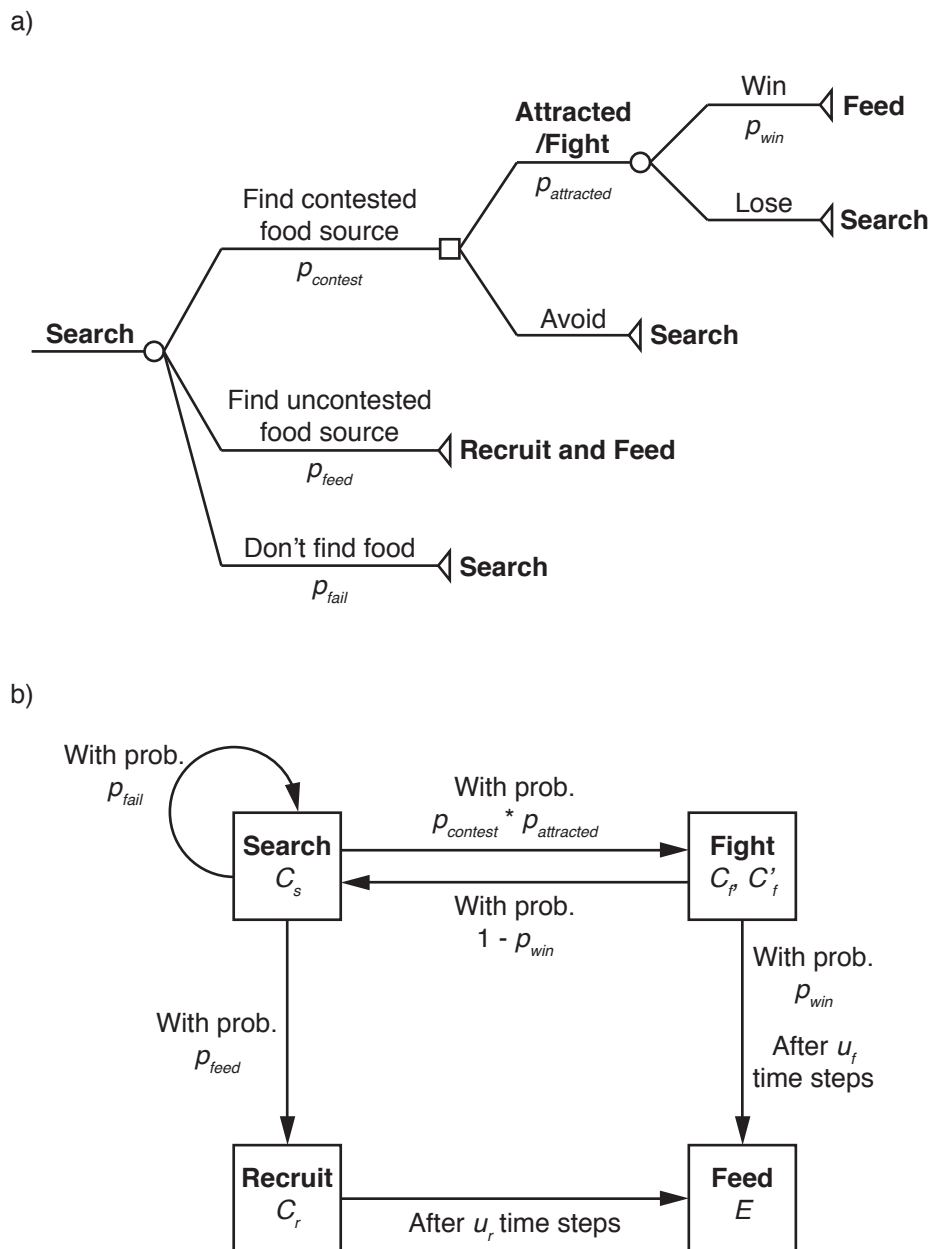 a)
Win
p_win
Feed
Attracted
/Fight
p_attracted
Lose
Search
Find contested
food source
p_contest
Avoid
Search
Search
Find uncontested
food source
p_feed
Recruit and Feed
Don't find food
p_fail
Search
b)
With prob.
p_fail
Search
C_s
With prob.
p_contest * p_attracted
With prob.
1 - p_win
Fight
C_f, C'_f
With prob.
p_feed
With prob.
p_win
After u_f
time steps
Recruit
C_r
After u_r time steps
Feed
E